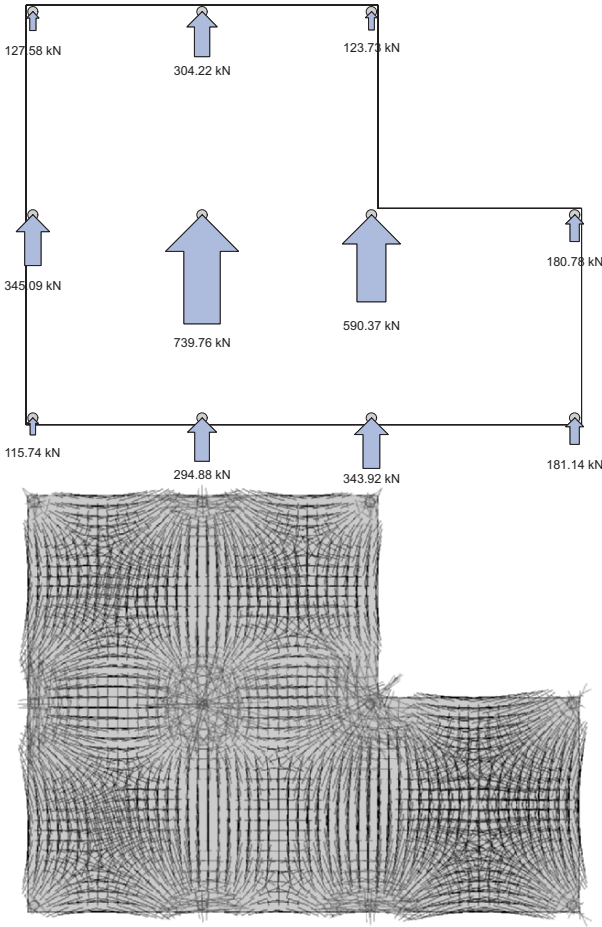 127.58 kN
304.22 kN
123.73 kN
345.09 kN
739.76 kN
590.37 kN
180.78 kN
115.74 kN
294.88 kN
343.92 kN
181.14 kN